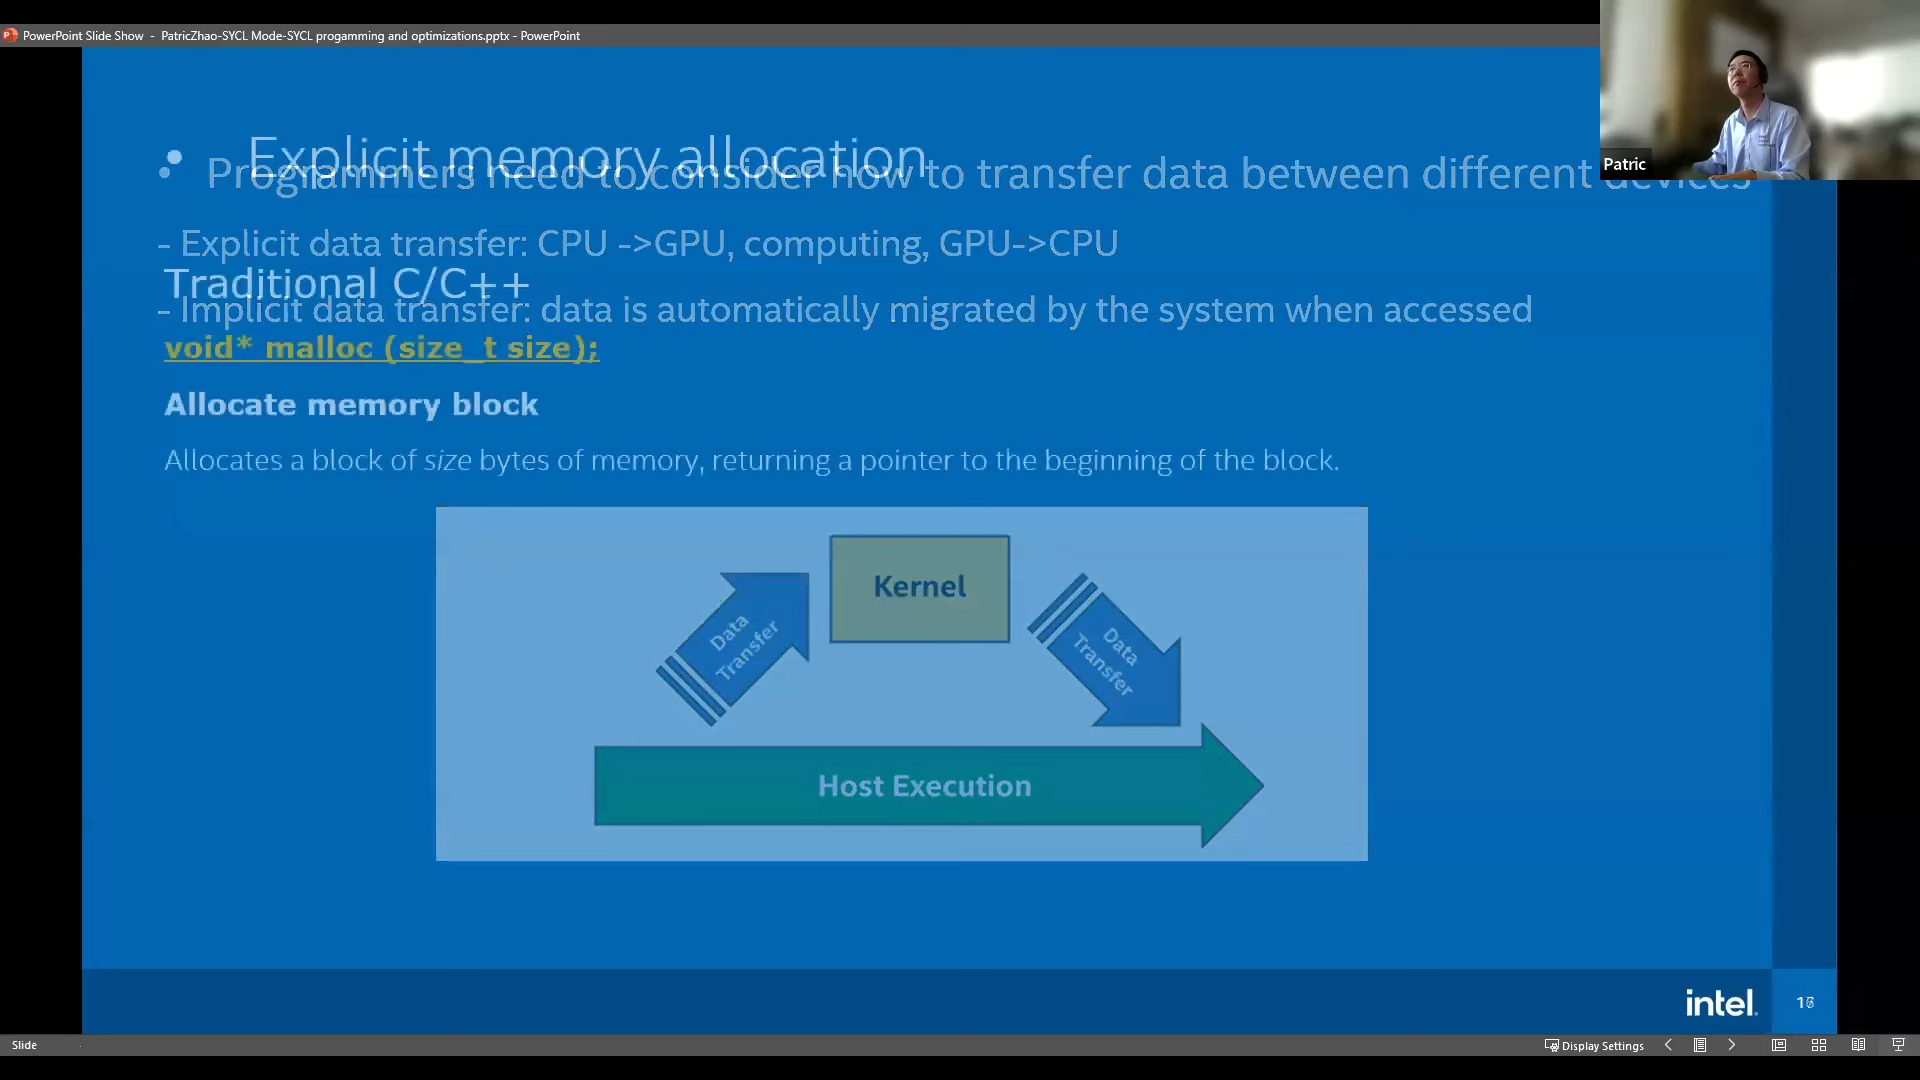 PowerPoint Slide Show - PatricZhao-SYCL Mode-SYCL progamming and optimizations.pptx - PowerPoint
Patric
• Explicit memory allocation
• Programmers need to consider how to transfer data between different devices
- Explicit data transfer: CPU ->GPU, computing, GPU->CPU
Traditional C/C++
- Implicit data transfer: data is automatically migrated by the system when accessed
void* malloc (size_t size);
Allocate memory block
Allocates a block of size bytes of memory, returning a pointer to the beginning of the block.
Kernel
Data
Transfer
Data
Transfer
Host Execution
intel.
Slide
Display Settings